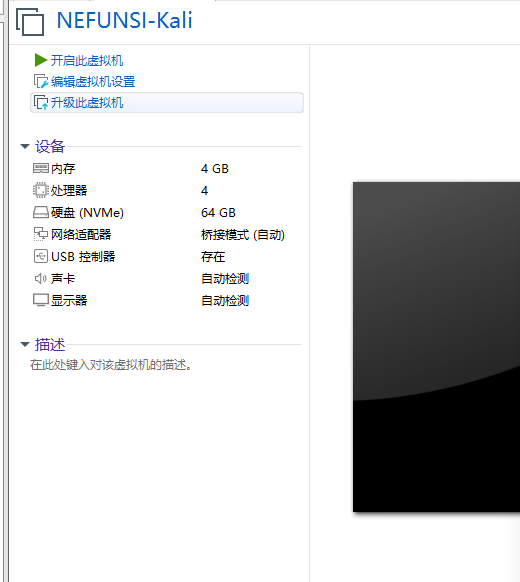 NEFUNSI-Kali
开启此虚拟机
编辑虚拟机设置
升级此虚拟机
设备
内存 4 GB
处理器 4
硬盘 (NVMe) 64 GB
网络适配器 桥接模式 (自动)
USB 控制器 存在
声卡 自动检测
显示器 自动检测
描述
在此处键入对该虚拟机的描述。